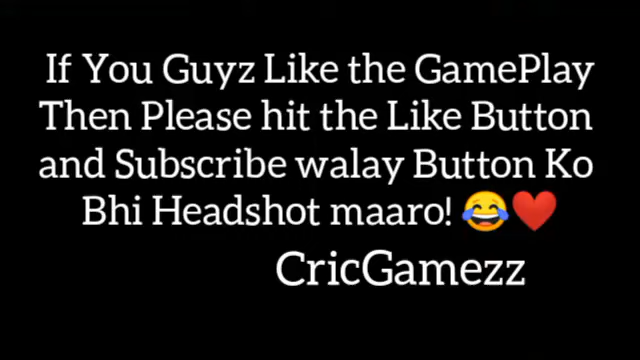 If You Guyz Like the GamePlay
Then Please hit the Like Button
and Subscribe walay Button Ko
Bhi Headshot maaro! 😂❤️
CricGamezz